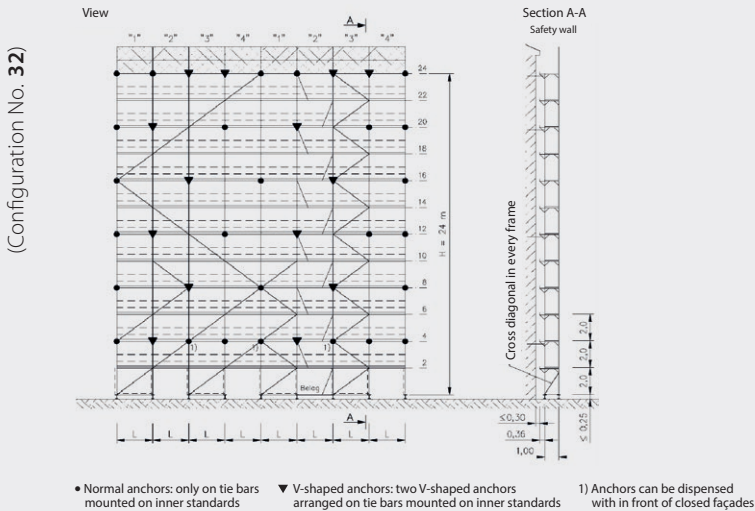 (Configuration No. 32)
View
A
"1" "2" "3" "4" "1" "2" "3" "4"
24
22
20
18
16
14
12
10
8
6
4
2
H = 24 m
1) 1) 1)
Belag
A
L L L L L L L L
Section A-A
Safety wall
Cross diagonal in every frame
2,0
2,0
2,0
≤ 0,25
≤0,30
0,36
1,00
• Normal anchors: only on tie bars
mounted on inner standards
▼ V-shaped anchors: two V-shaped anchors
arranged on tie bars mounted on inner standards
1) Anchors can be dispensed
with in front of closed façades